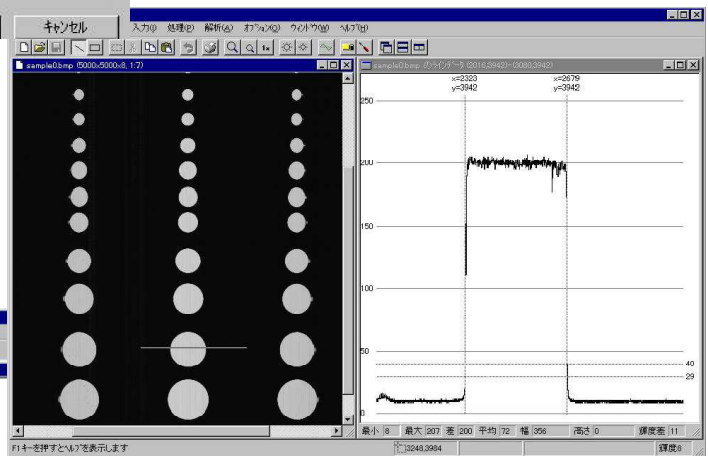 キャンセル
入力(I) 処理(P) 解析(A) オプション(O) ウィンドウ(W) ヘルプ(H)
1x
sample0.bmp (5000x5000x8, 1:7)
sample0.bmp のラインデータ (2016,3942)-(3080,3942)
x=2323 x=2679
y=3942 y=3942
250
200
150
100
50
40
29
0
最小 8 最大 207 差 200 平均 72 幅 356 高さ 0 輝度差 11
F1キーを押すとヘルプを表示します
3248,3984
輝度8